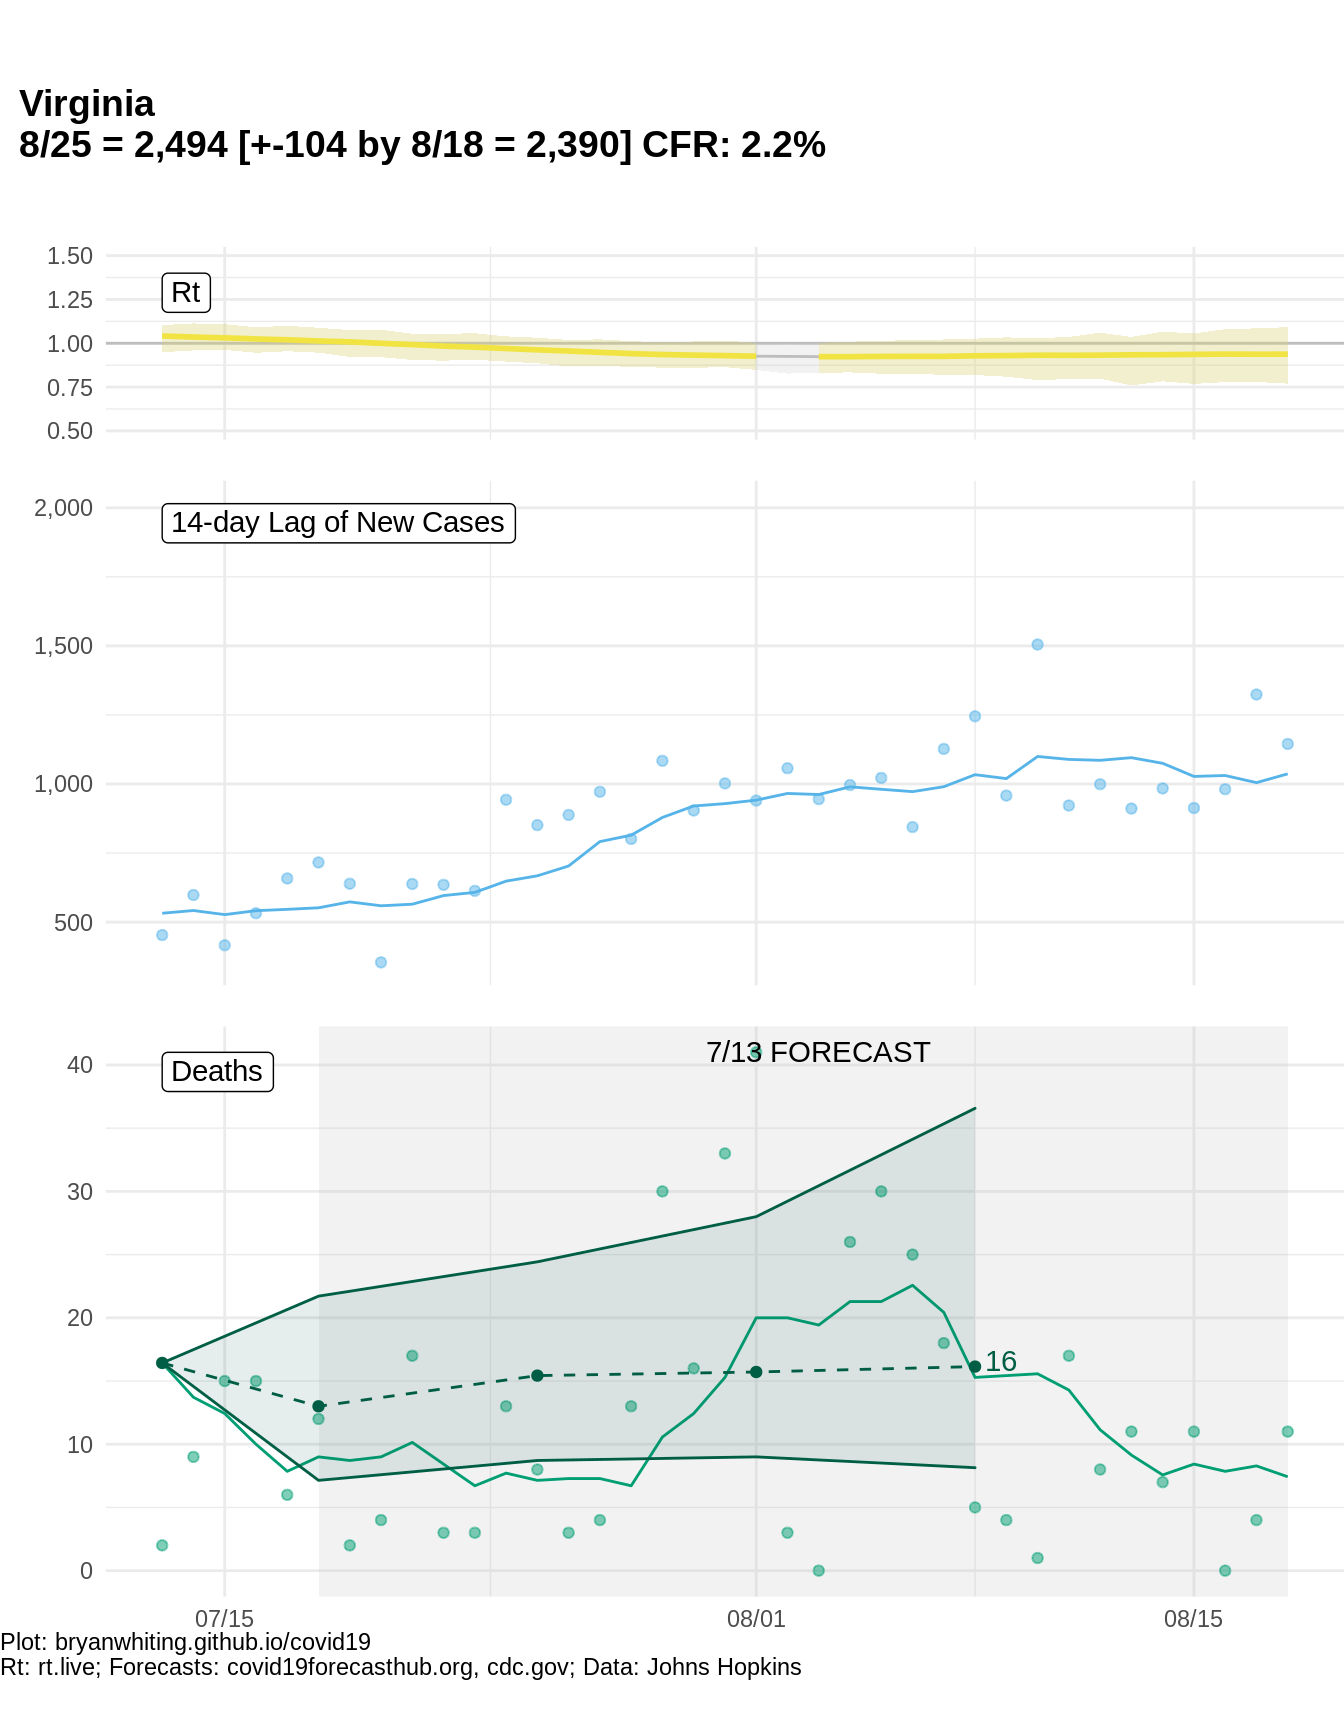 Virginia
8/25 = 2,494 [+-104 by 8/18 = 2,390] CFR: 2.2%
1.50
Rt
1.25
1.00
0.75
0.50
2,000
14-day Lag of New Cases
1,500
1,000
500
7/13 FORECAST
40
Deaths
30
20
16
10
0
07/15
08/01
08/15
Plot: bryanwhiting.github.io/covid19
Rt: rt.live; Forecasts: covid19forecasthub.org, cdc.gov; Data: Johns Hopkins